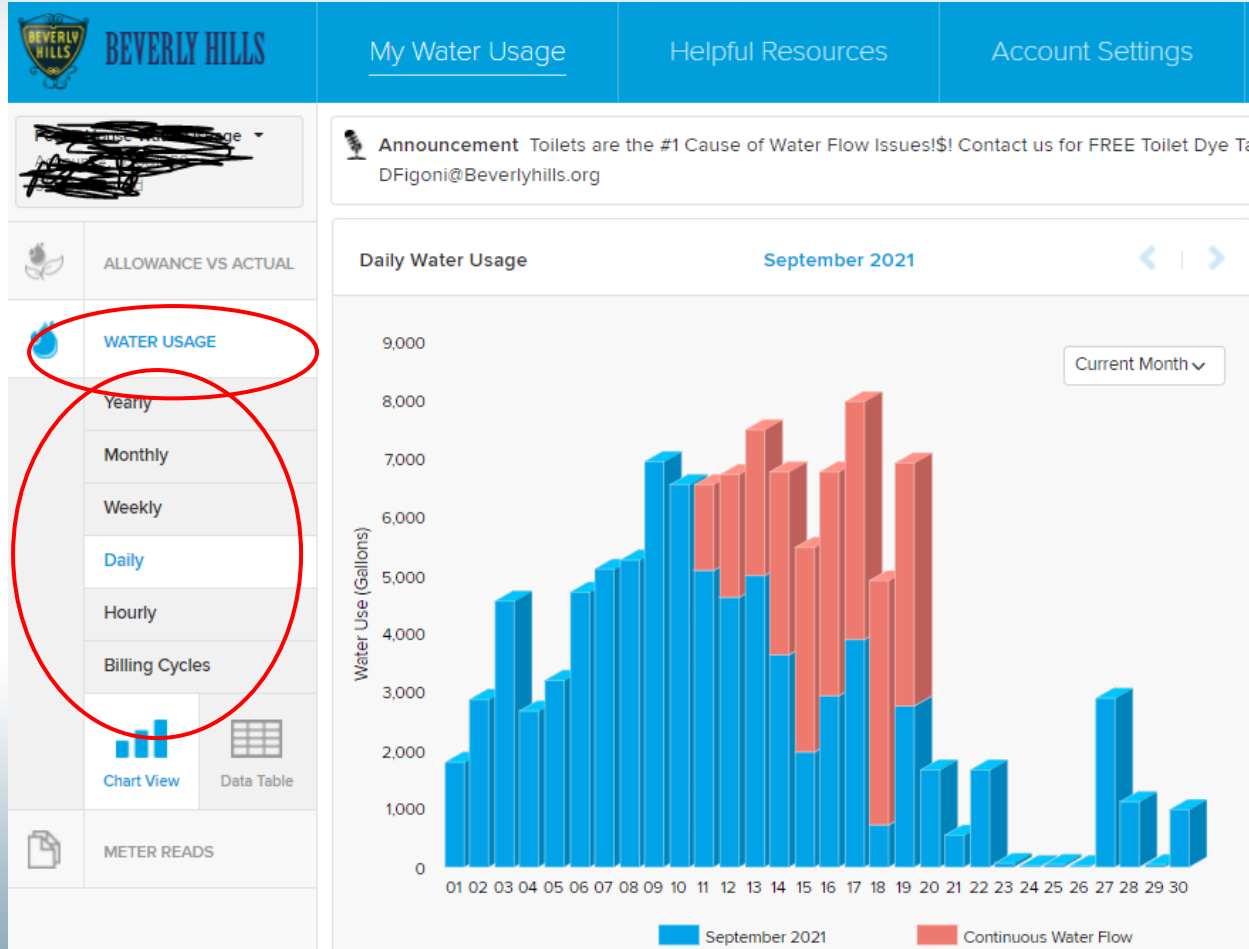 BEVERLY HILLS
BEVERLY HILLS
My Water Usage
Helpful Resources
Account Settings
Announcement Toilets are the #1 Cause of Water Flow Issues!$! Contact us for FREE Toilet Dye
DFigoni@Beverlyhills.org
ALLOWANCE VS ACTUAL
WATER USAGE
Yearly
Monthly
Weekly
Daily
Hourly
Billing Cycles
Chart View
Data Table
METER READS
Daily Water Usage
September 2021
Current Month
Water Use (Gallons)
9,000
8,000
7,000
6,000
5,000
4,000
3,000
2,000
1,000
0
01 02 03 04 05 06 07 08 09 10 11 12 13 14 15 16 17 18 19 20 21 22 23 24 25 26 27 28 29 30
September 2021
Continuous Water Flow